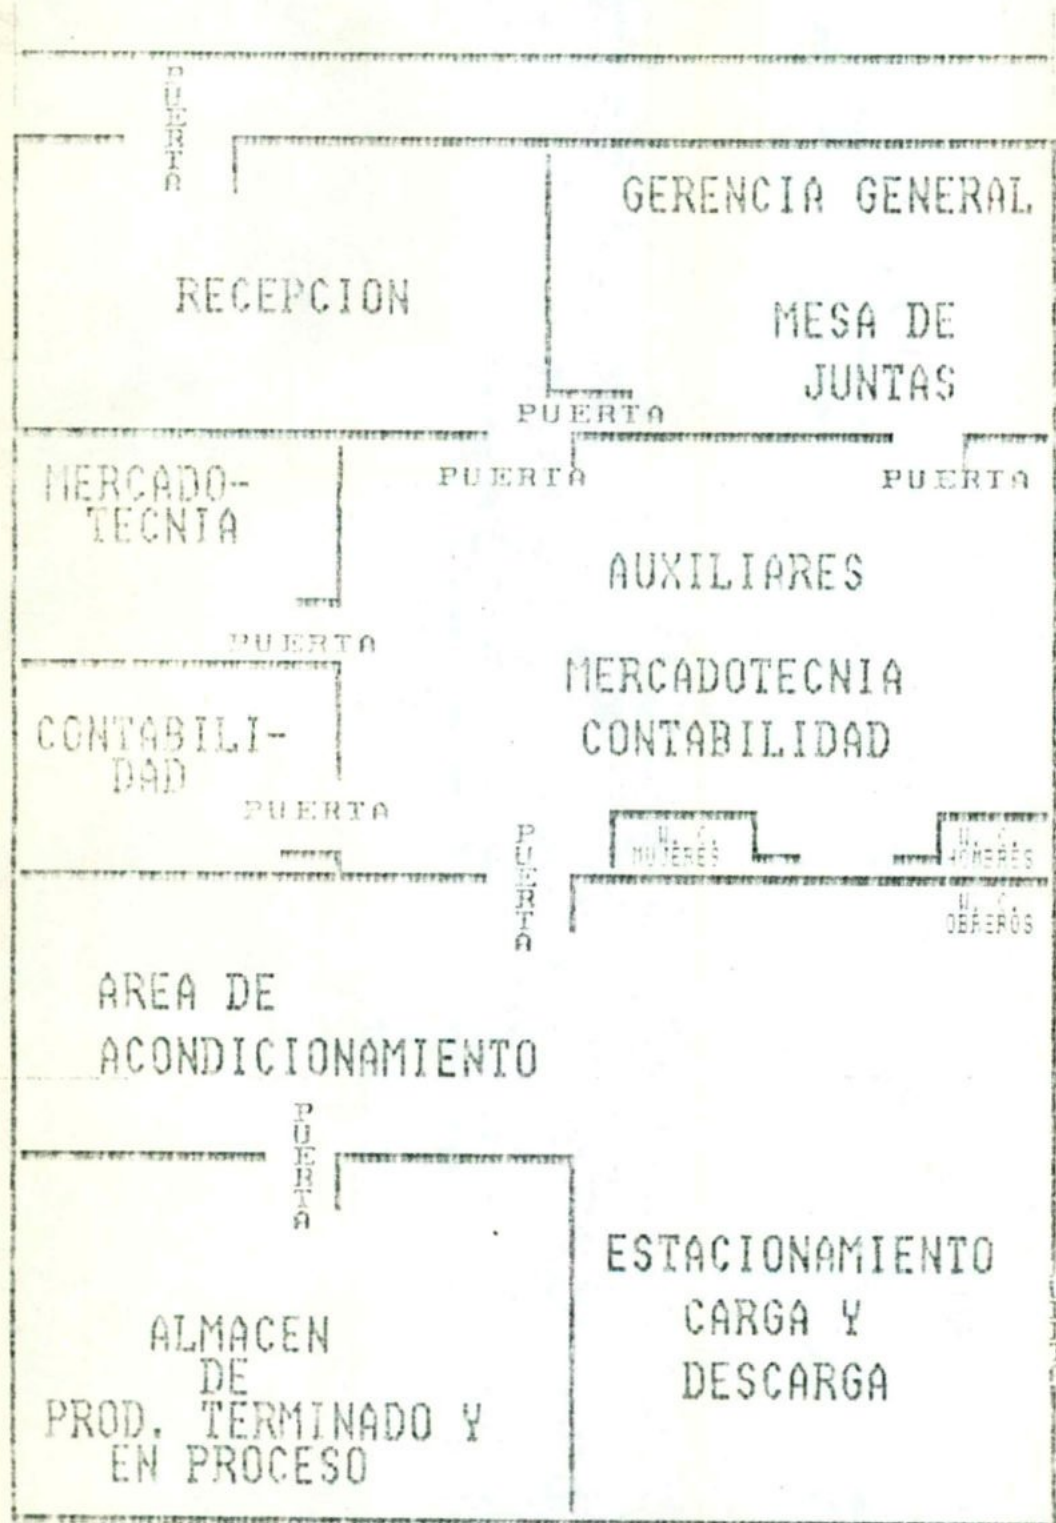 PUERTA
GERENCIA GENERAL
RECEPCION
MESA DE
JUNTAS
PUERTA
PUERTA
PUERTA
MERCADO-
TECNIA
AUXILIARES
PUERTA
MERCADOTECNIA
CONTABILIDAD
CONTABILI-
DAD
PUERTA
PUERTA
W. C.
MUJERES
W. C.
HOMBRES
W. C.
OBREROS
AREA DE
ACONDICIONAMIENTO
PUERTA
ESTACIONAMIENTO
CARGA Y
DESCARGA
ALMACEN
DE
PROD. TERMINADO Y
EN PROCESO